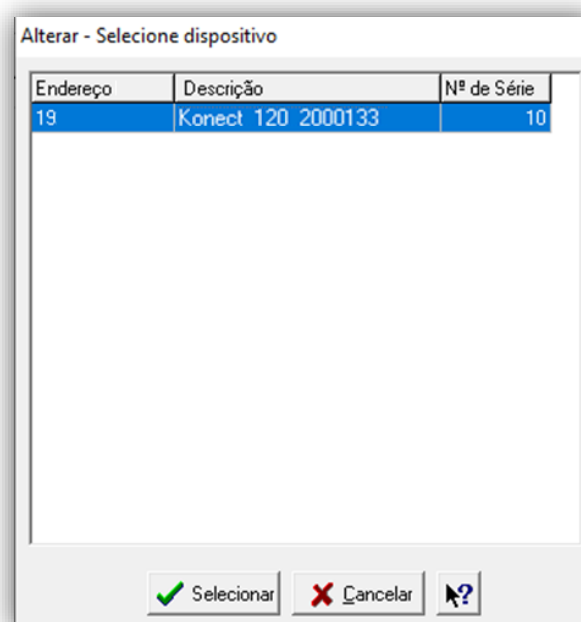 Alterar - Selecione dispositivo
Endereço Descrição Nº de Série
19 Konect 120 2000133 10
Selecionar Cancelar ?